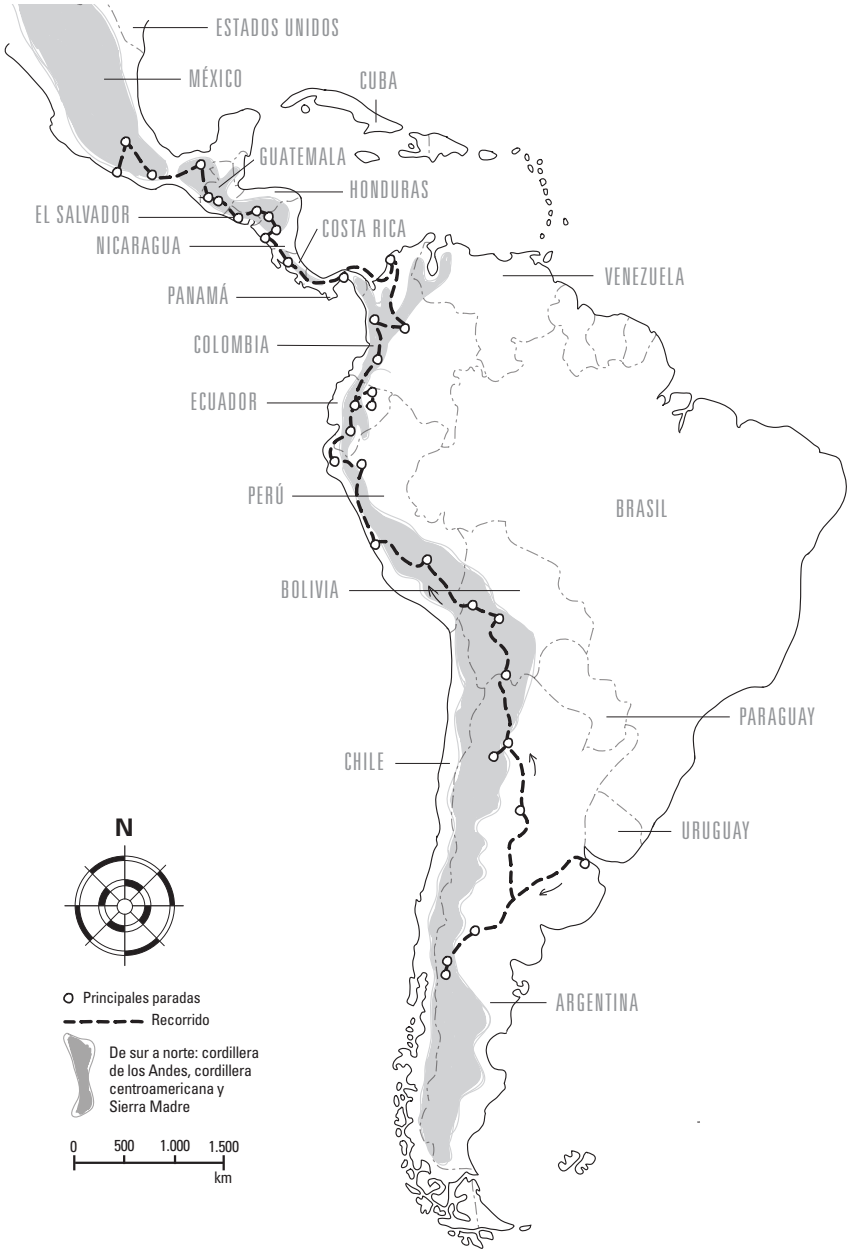 ESTADOS UNIDOS
MÉXICO
CUBA
GUATEMALA
HONDURAS
EL SALVADOR
COSTA RICA
NICARAGUA
VENEZUELA
PANAMÁ
COLOMBIA
ECUADOR
PERÚ
BRASIL
BOLIVIA
PARAGUAY
CHILE
URUGUAY
ARGENTINA
N
Principales paradas
Recorrido
De sur a norte: cordillera
de los Andes, cordillera
centroamericana y
Sierra Madre
0 500 1.000 1.500
km